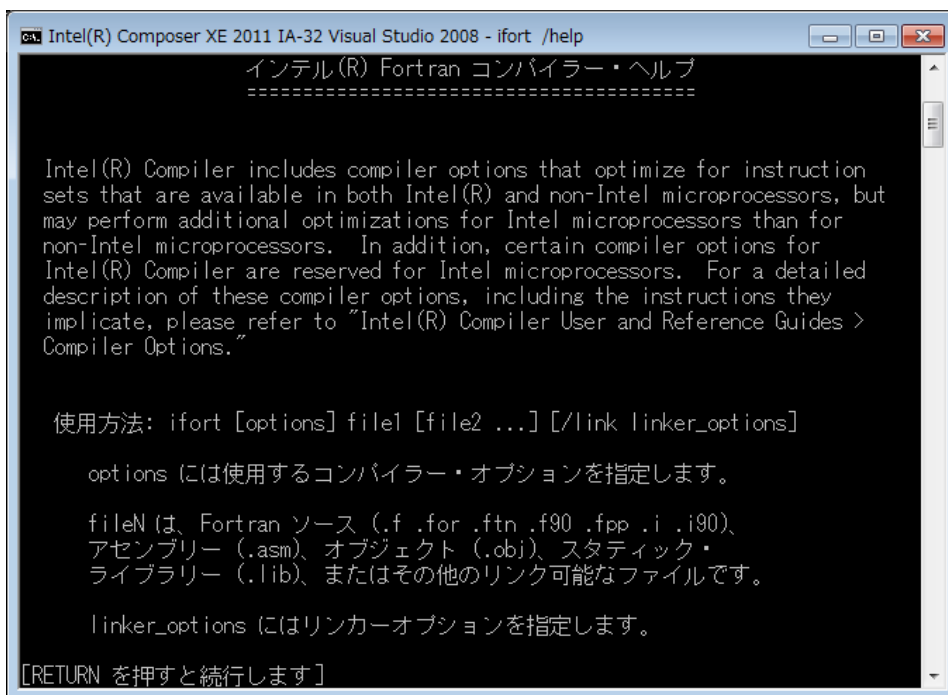 Intel(R) Composer XE 2011 IA-32 Visual Studio 2008 - ifort  /help
インテル(R) Fortran コンパイラー・ヘルプ
========================================
Intel(R) Compiler includes compiler options that optimize for instruction
sets that are available in both Intel(R) and non-Intel microprocessors, but
may perform additional optimizations for Intel microprocessors than for
non-Intel microprocessors.  In addition, certain compiler options for
Intel(R) Compiler are reserved for Intel microprocessors.  For a detailed
description of these compiler options, including the instructions they
implicate, please refer to "Intel(R) Compiler User and Reference Guides >
Compiler Options."
使用方法: ifort [options] file1 [file2 ...] [/link linker_options]
options には使用するコンパイラー・オプションを指定します。
fileN は、Fortran ソース (.f .for .ftn .f90 .fpp .i .i90)、
アセンブリー (.asm)、オブジェクト (.obj)、スタティック・
ライブラリー (.lib)、またはその他のリンク可能なファイルです。
linker_options にはリンカーオプションを指定します。
[RETURN を押すと続行します]